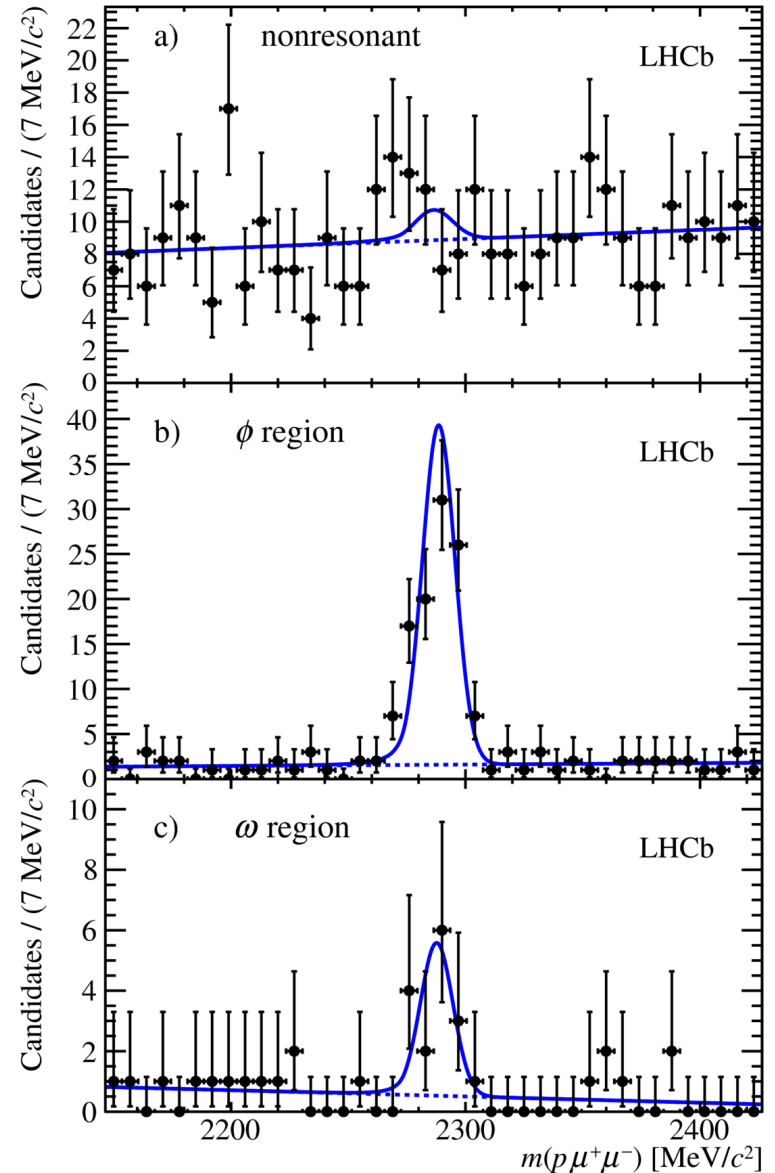 a) nonresonant
LHCb
Candidates / (7 MeV/c²)
22
20
18
16
14
12
10
8
6
4
2
0
b) ϕ region
LHCb
Candidates / (7 MeV/c²)
40
35
30
25
20
15
10
5
0
c) ω region
LHCb
Candidates / (7 MeV/c²)
10
8
6
4
2
0
2200 2300 2400
m(pμ⁺μ⁻) [MeV/c²]